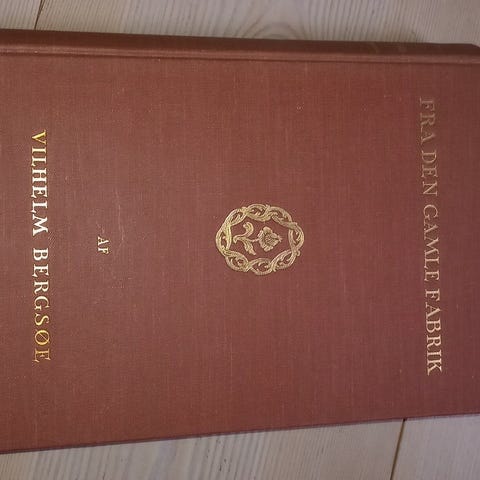 FRA DEN GAMLE FABRIK
AF
VILHELM BERGSØE